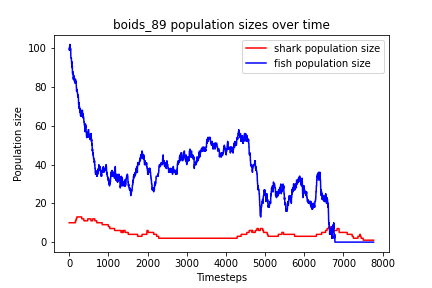 boids_89 population sizes over time
shark population size
fish population size
Population size
100
80
60
40
20
0
0 1000 2000 3000 4000 5000 6000 7000 8000
Timesteps